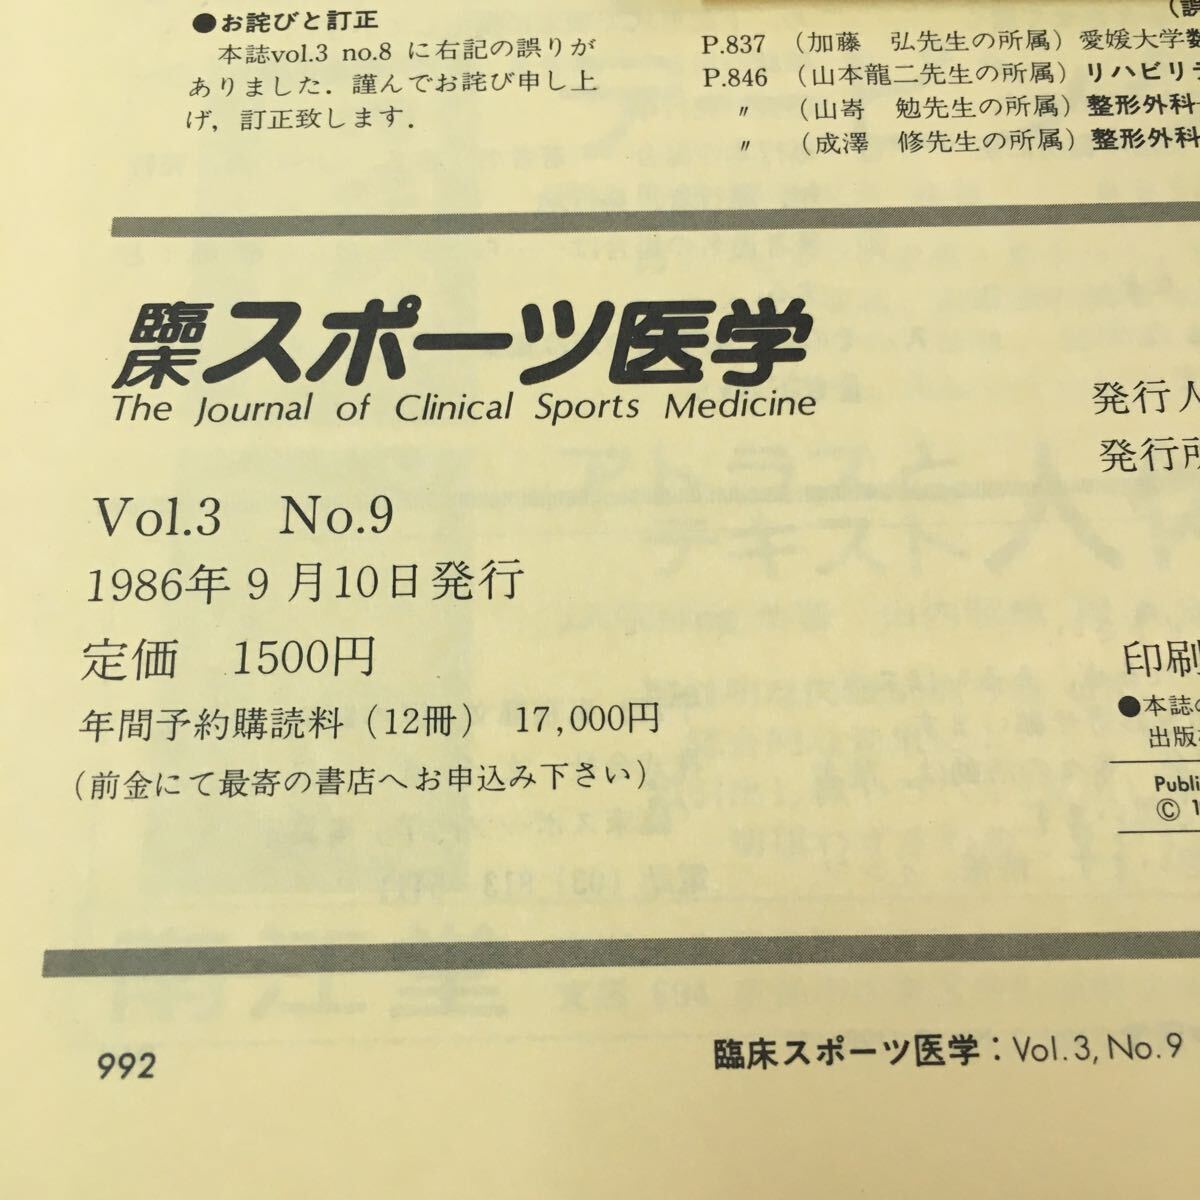 ●お詫びと訂正
本誌vol.3 no.8 に右記の誤りが
ありました．謹んでお詫び申し上
げ，訂正致します．
P.837 （加藤　弘先生の所属）愛媛大学
P.846 （山本龍二先生の所属）リハビリ
〃 （山嵜　勉先生の所属）整形外科
〃 （成澤　修先生の所属）整形外科
臨床スポーツ医学
The Journal of Clinical Sports Medicine
Vol.3　No.9
1986年 9 月10日発行
定価　1500円
年間予約購読料（12冊）　17,000円
（前金にて最寄の書店へお申込み下さい）
発行人
発行所
印刷
●本誌の
出版
Publi
© 1
992
臨床スポーツ医学：Vol.3, No.9